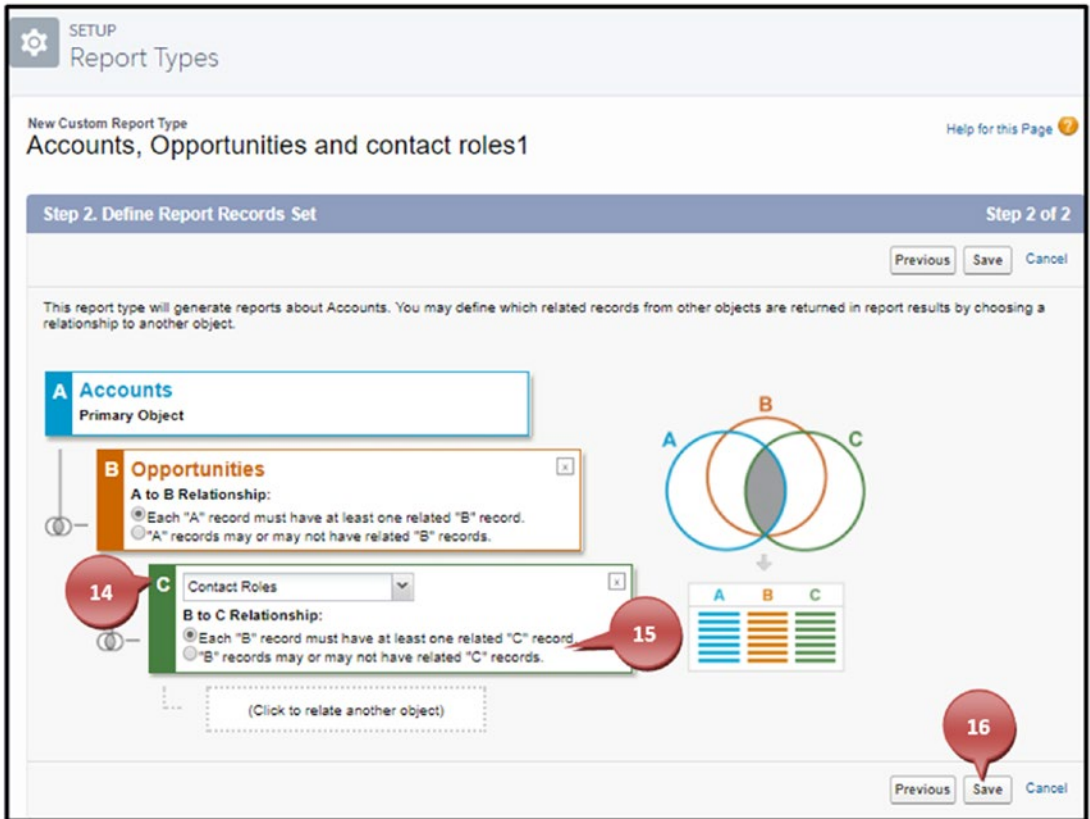 SETUP
Report Types
New Custom Report Type
Accounts, Opportunities and contact roles1
Help for this Page ?
Step 2. Define Report Records Set
Step 2 of 2
Previous Save Cancel
This report type will generate reports about Accounts. You may define which related records from other objects are returned in report results by choosing a
relationship to another object.
A Accounts
Primary Object
B Opportunities x
A to B Relationship:
Each "A" record must have at least one related "B" record.
"A" records may or may not have related "B" records.
14
C Contact Roles x
B to C Relationship:
Each "B" record must have at least one related "C" record.
"B" records may or may not have related "C" records.
15
(Click to relate another object)
B
A C
A B C
16
Previous Save Cancel